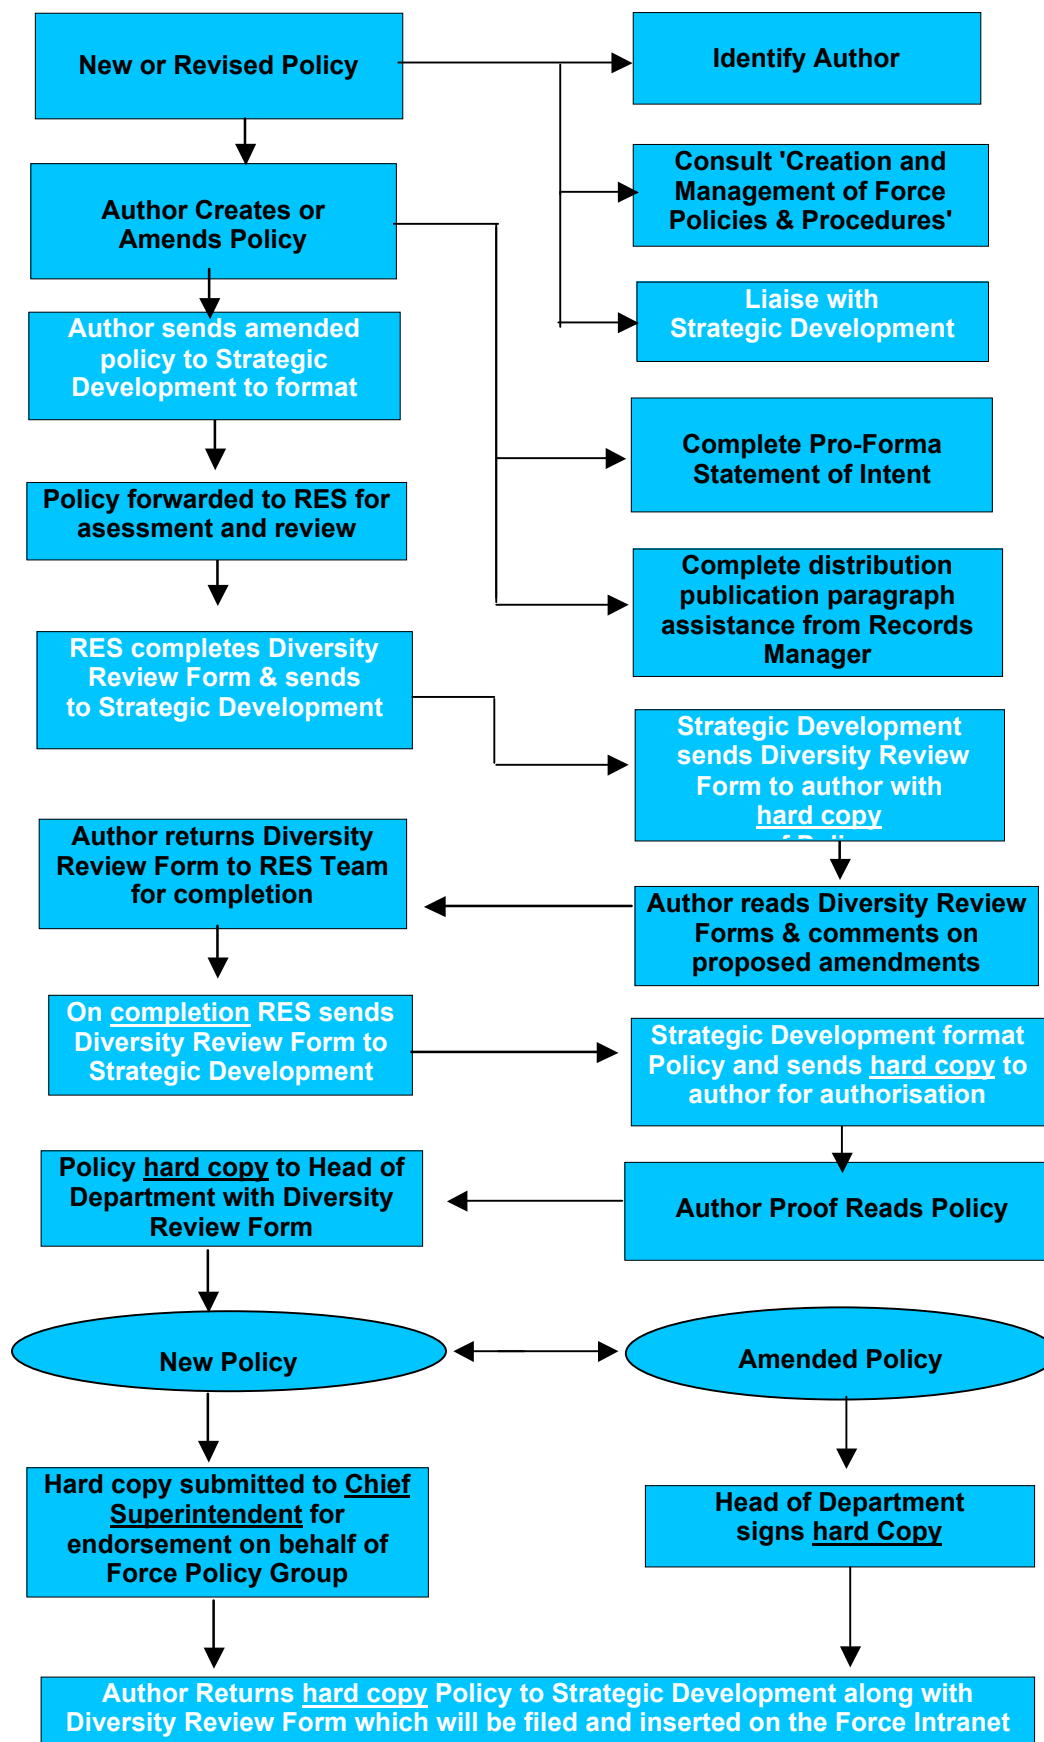 New or Revised Policy
Identify Author
Consult 'Creation and
Management of Force
Policies & Procedures'
Author Creates or
Amends Policy
Liaise with
Strategic Development
Author sends amended
policy to Strategic
Development to format
Complete Pro-Forma
Statement of Intent
Policy forwarded to RES for
asessment and review
Complete distribution
publication paragraph
assistance from Records
Manager
RES completes Diversity
Review Form & sends
to Strategic Development
Strategic Development
sends Diversity Review
Form to author with
hard copy
Author returns Diversity
Review Form to RES Team
for completion
Author reads Diversity Review
Forms & comments on
proposed amendments
On completion RES sends
Diversity Review Form to
Strategic Development
Strategic Development format
Policy and sends hard copy to
author for authorisation
Policy hard copy to Head of
Department with Diversity
Review Form
Author Proof Reads Policy
New Policy
Amended Policy
Hard copy submitted to Chief
Superintendent for
endorsement on behalf of
Force Policy Group
Head of Department
signs hard Copy
Author Returns hard copy Policy to Strategic Development along with
Diversity Review Form which will be filed and inserted on the Force Intranet